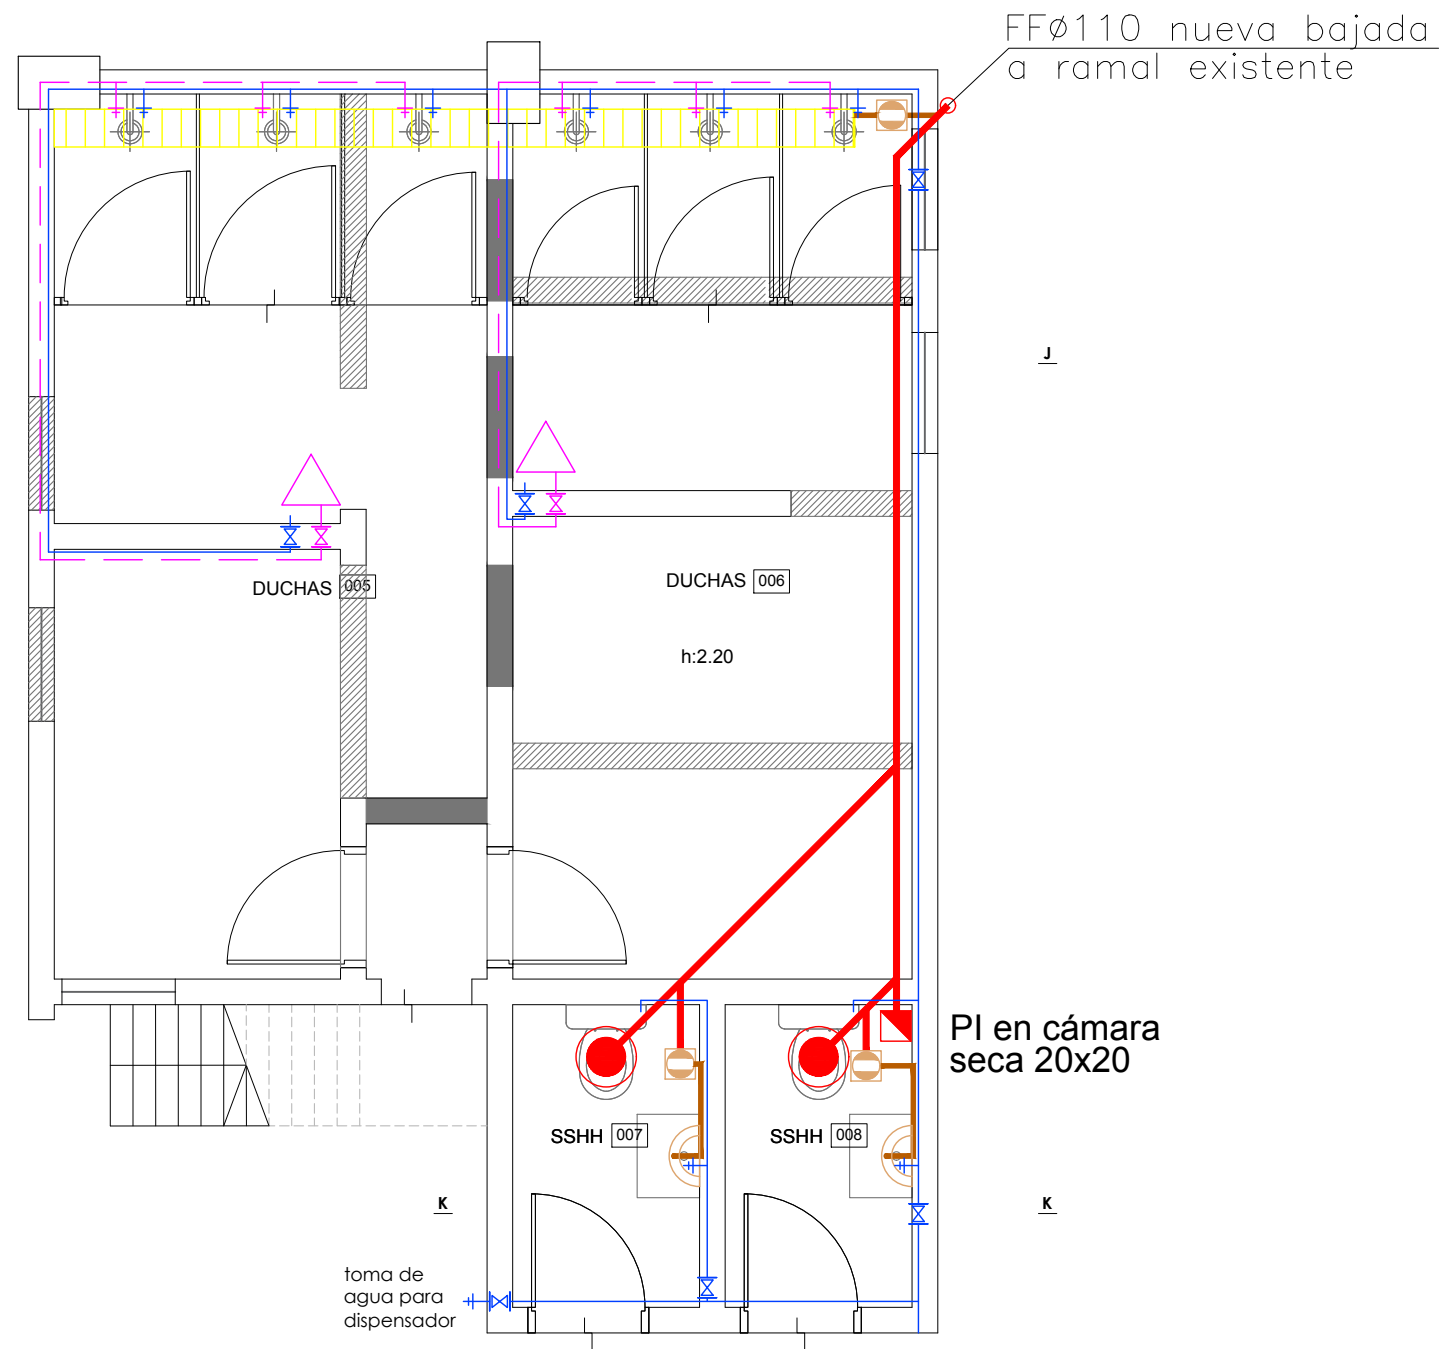 FFø110 nueva bajada
a ramal existente
J
DUCHAS 005
DUCHAS 006
h:2.20
PI en cámara
seca 20x20
SSHH 007
SSHH 008
K
K
toma de
agua para
dispensador